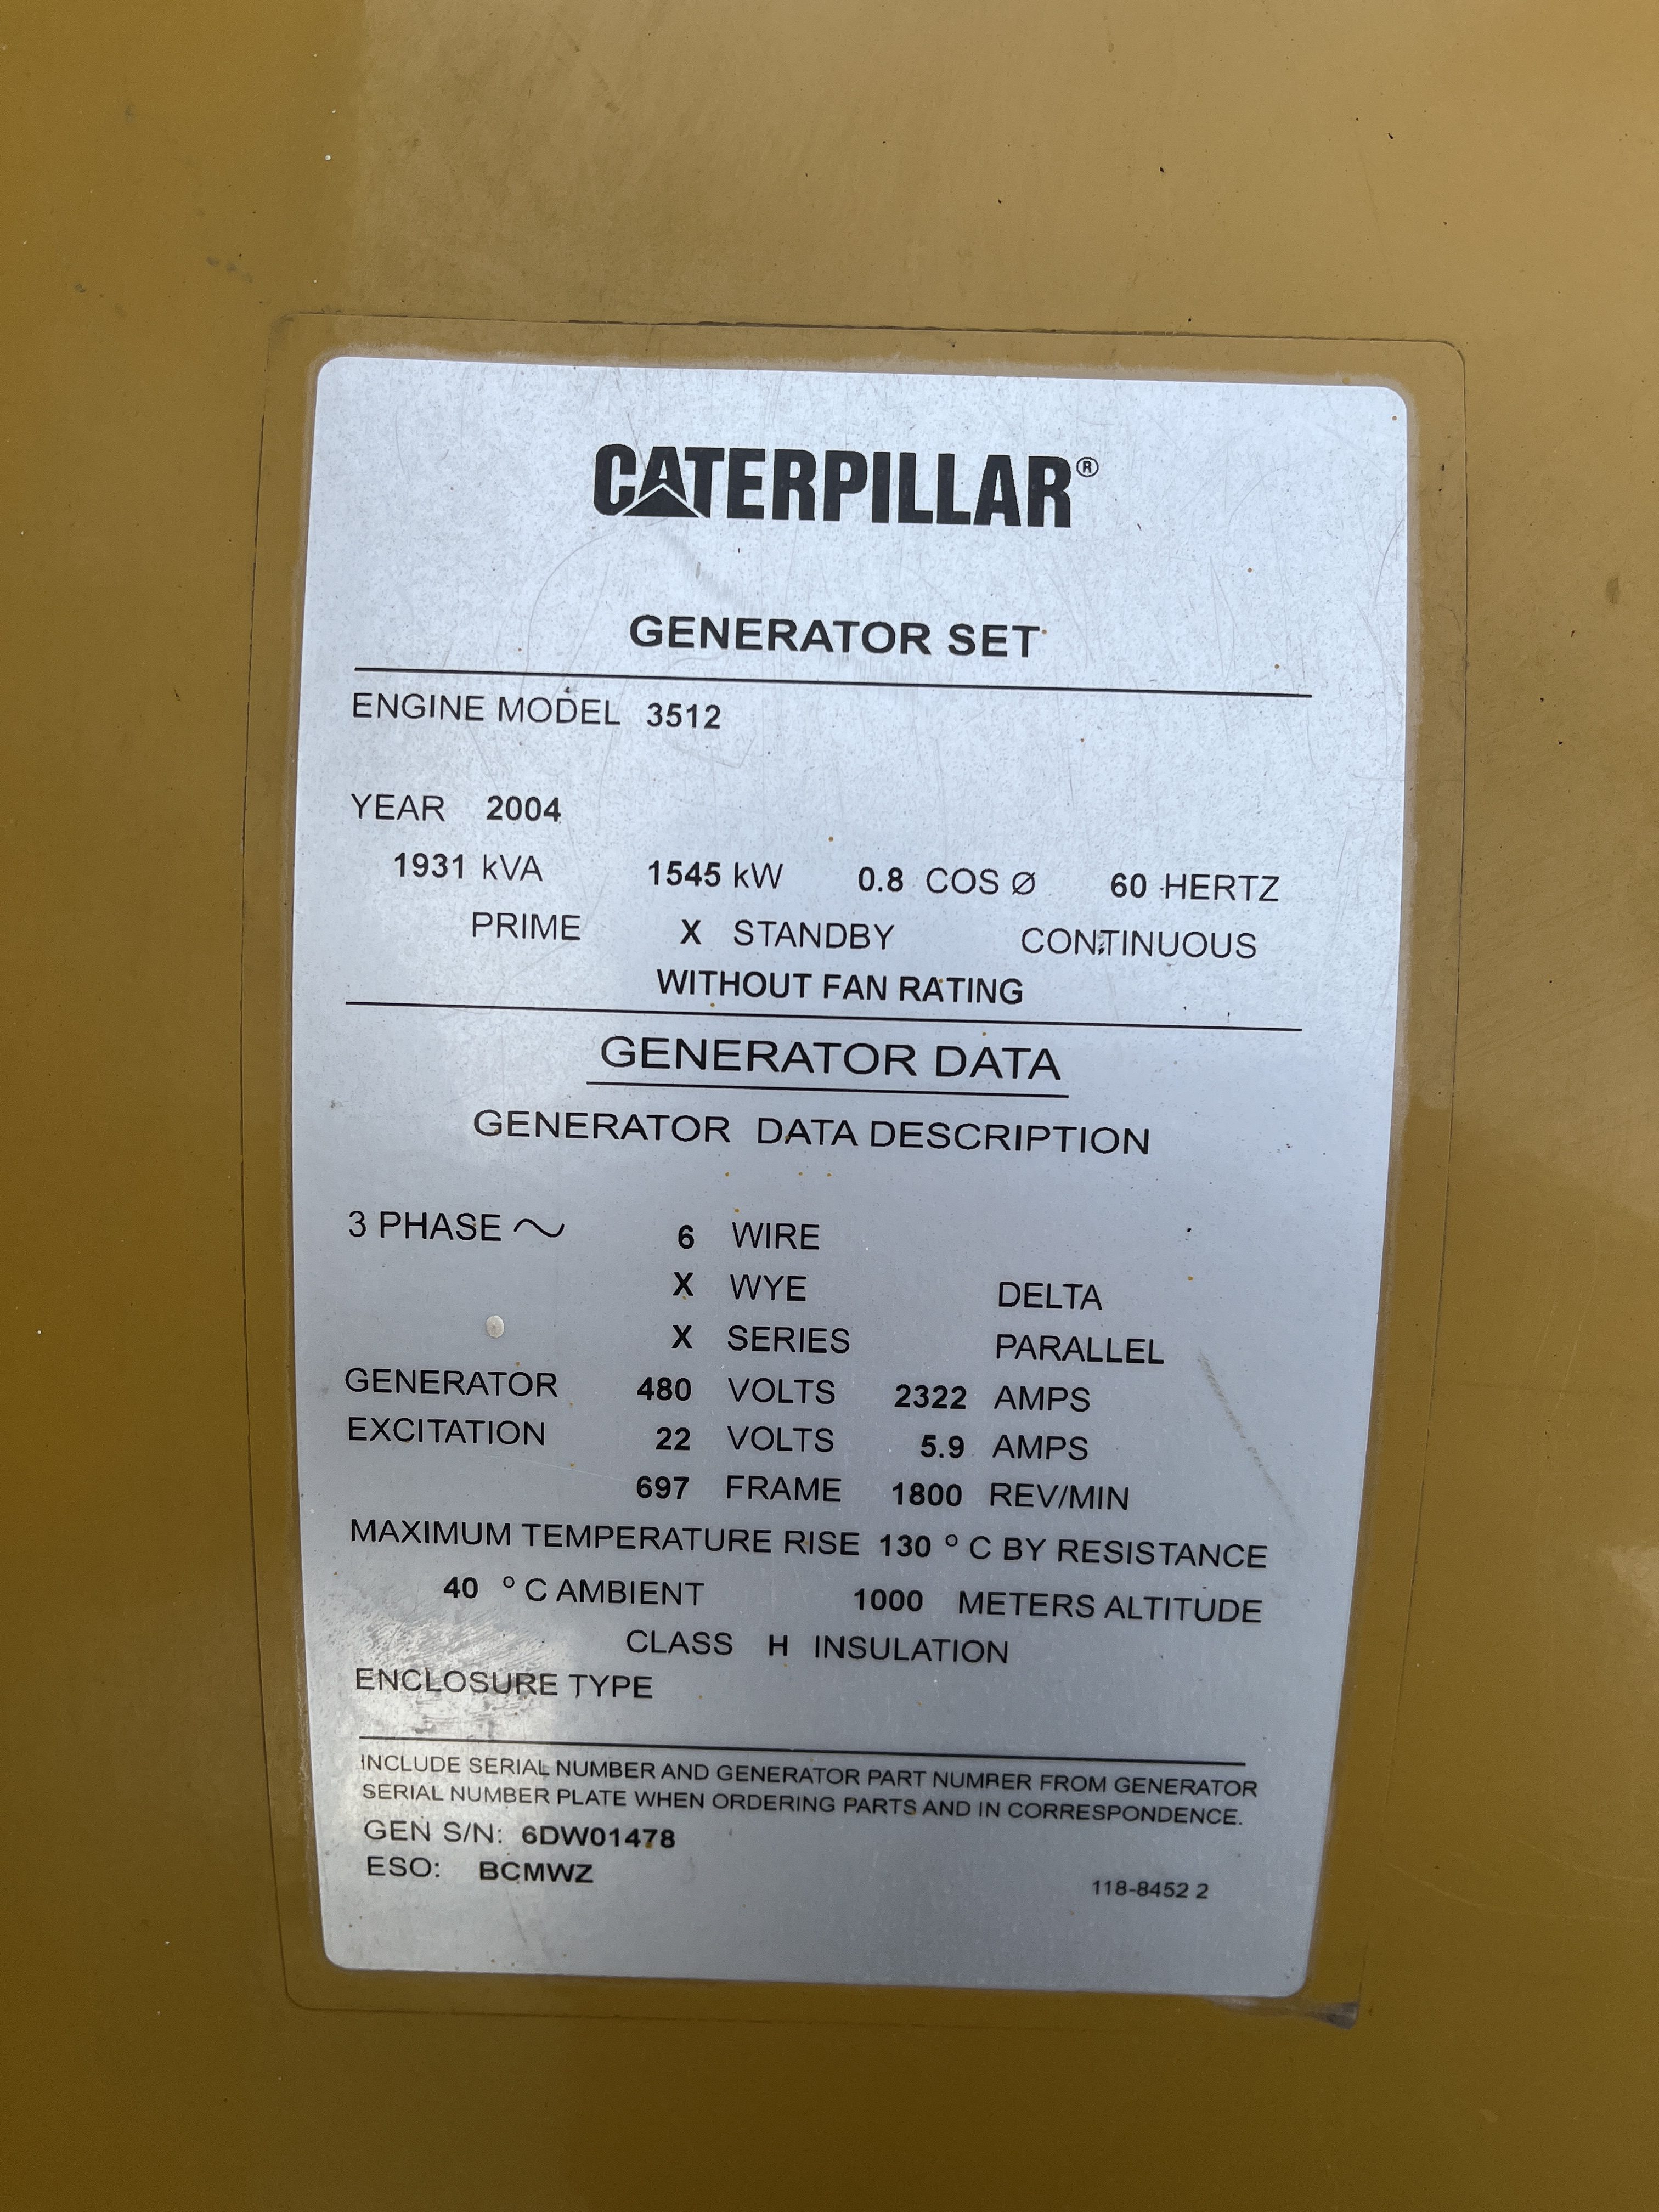 CATERPILLAR®
GENERATOR SET
ENGINE MODEL 3512
YEAR 2004
1931 kVA 1545 kW 0.8 COS Ø 60 HERTZ
PRIME X STANDBY CONTINUOUS
WITHOUT FAN RATING
GENERATOR DATA
GENERATOR DATA DESCRIPTION
3 PHASE ~ 6 WIRE
X WYE DELTA
X SERIES PARALLEL
GENERATOR 480 VOLTS 2322 AMPS
EXCITATION 22 VOLTS 5.9 AMPS
697 FRAME 1800 REV/MIN
MAXIMUM TEMPERATURE RISE 130 °C BY RESISTANCE
40 °C AMBIENT 1000 METERS ALTITUDE
CLASS H INSULATION
ENCLOSURE TYPE
INCLUDE SERIAL NUMBER AND GENERATOR PART NUMBER FROM GENERATOR
SERIAL NUMBER PLATE WHEN ORDERING PARTS AND IN CORRESPONDENCE.
GEN S/N: 6DW01478
ESO: BCMWZ
118-8452 2